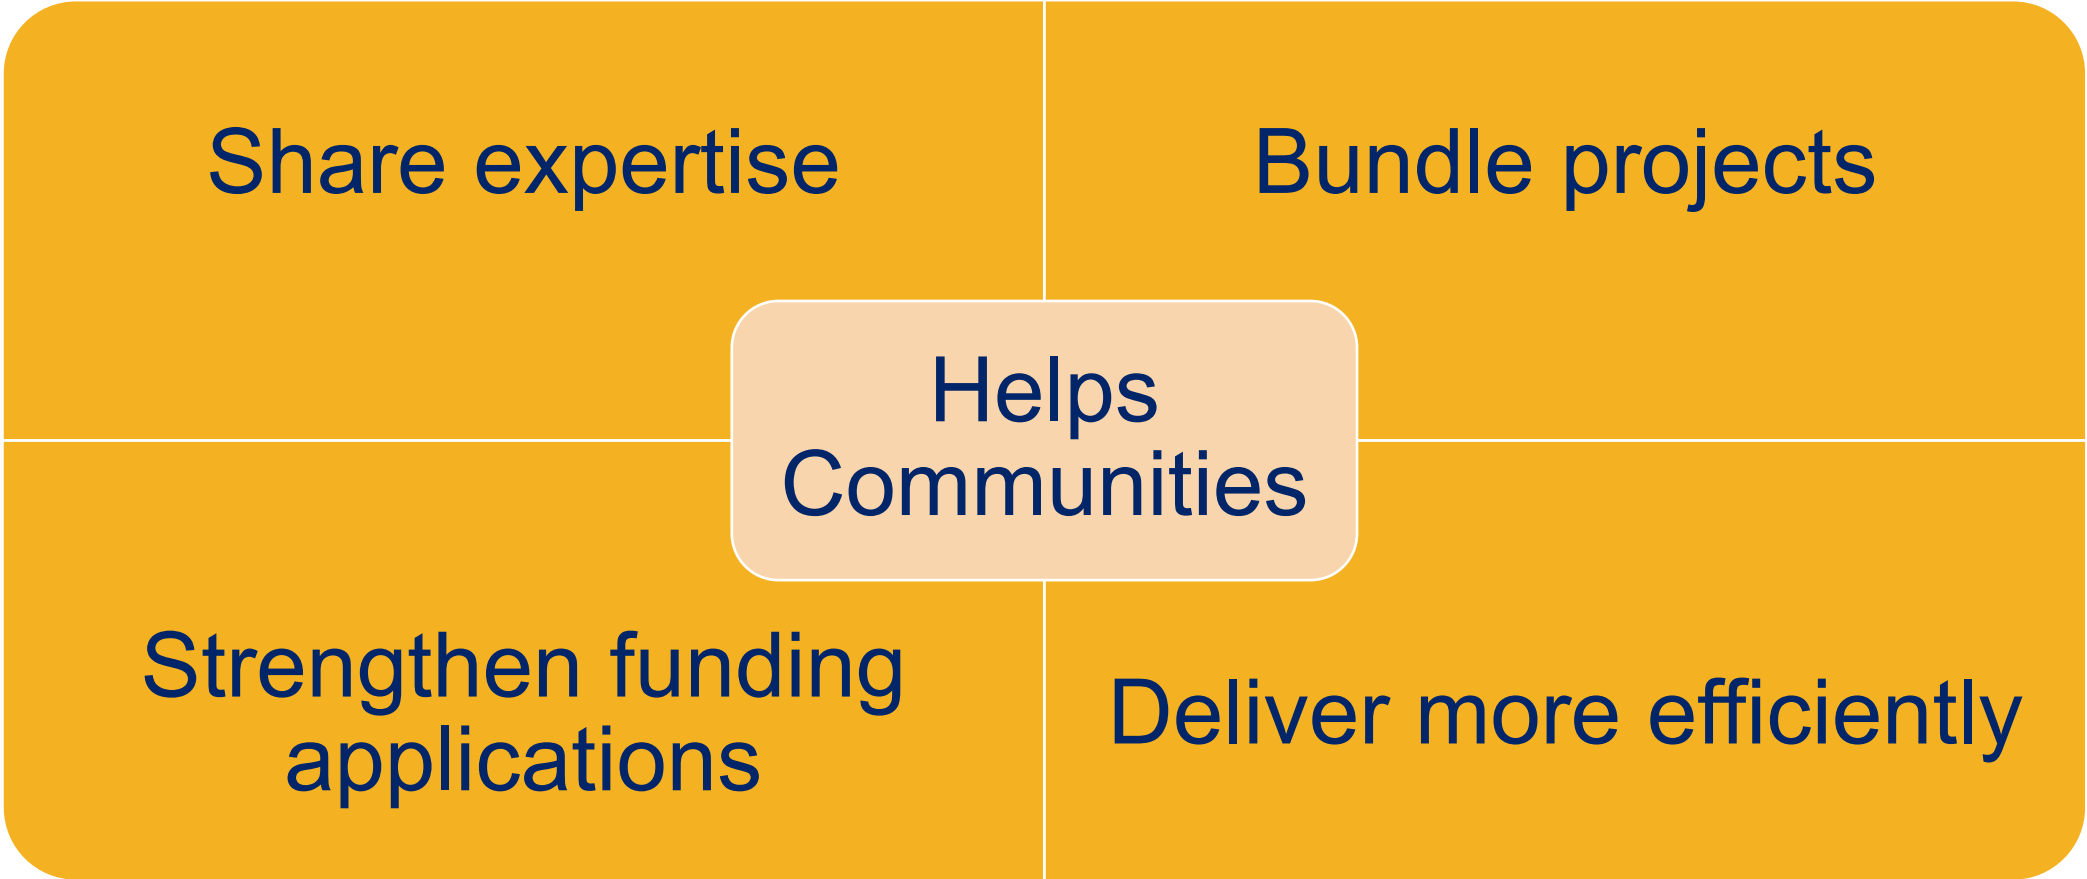 Share expertise
Bundle projects
Helps
Communities
Strengthen funding
applications
Deliver more efficiently